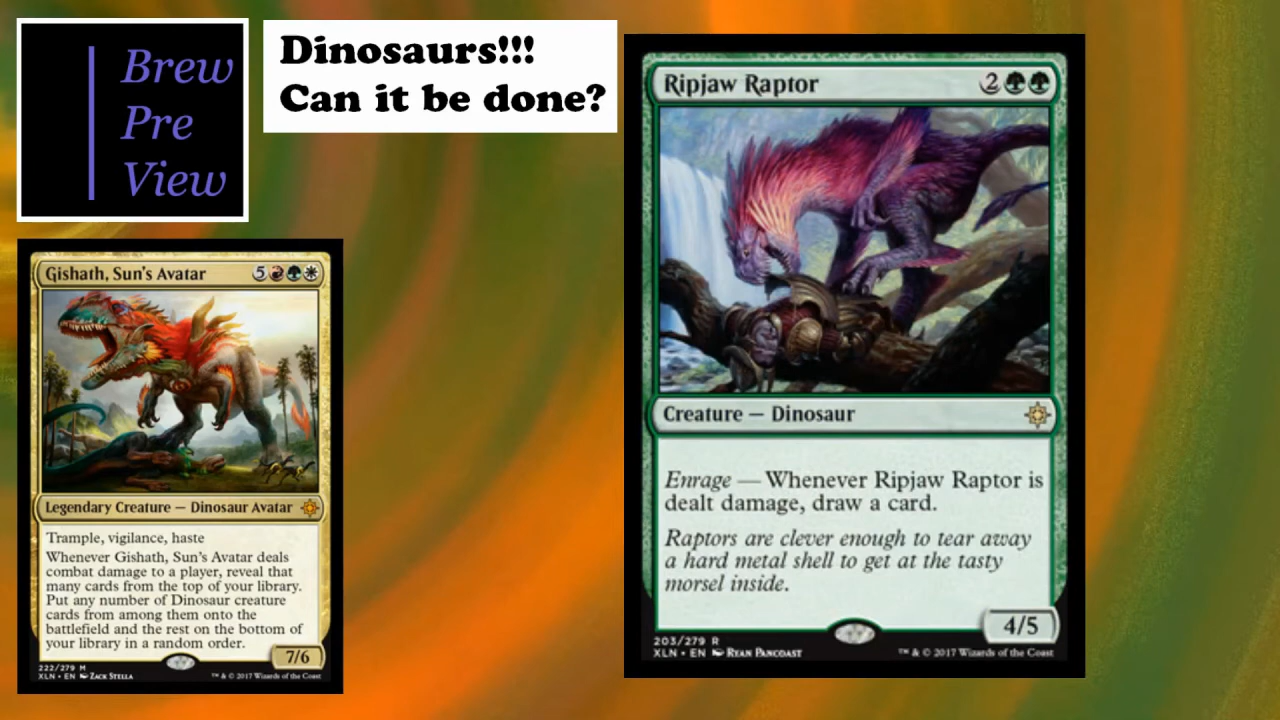 Brew
Pre
View
Dinosaurs!!!
Can it be done?
Gishath, Sun's Avatar 5
Legendary Creature — Dinosaur Avatar
Trample, vigilance, haste
Whenever Gishath, Sun's Avatar deals
combat damage to a player, reveal that
many cards from the top of your library.
Put any number of Dinosaur creature
cards from among them onto the
battlefield and the rest on the bottom of
your library in a random order.
7/6
222/279 M
XLN • EN Zack Stella
™ & © 2017 Wizards of the Coast
Ripjaw Raptor 2
Creature — Dinosaur
Enrage — Whenever Ripjaw Raptor is
dealt damage, draw a card.
Raptors are clever enough to tear away
a hard metal shell to get at the tasty
morsel inside.
4/5
203/279 R
XLN • EN Ryan Pancoast
™ & © 2017 Wizards of the Coast